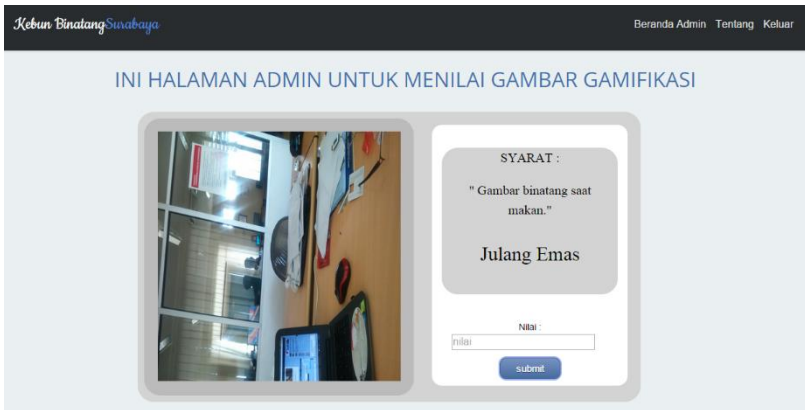 Kebun BinatangSurabaya
Beranda Admin Tentang Keluar
INI HALAMAN ADMIN UNTUK MENILAI GAMBAR GAMIFIKASI
SYARAT :
" Gambar binatang saat
makan."
Julang Emas
Nilai :
nilai
submit